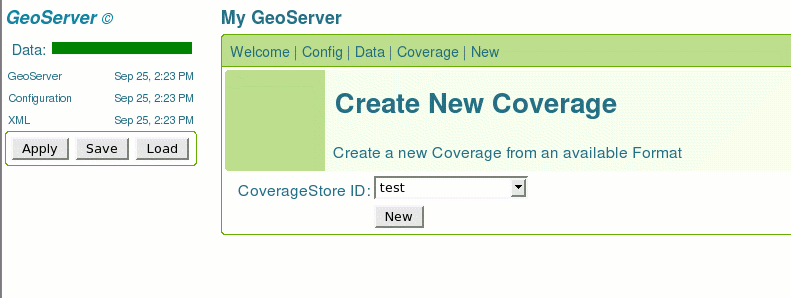 GeoServer ©
Data:
GeoServer Sep 25, 2:23 PM
Configuration Sep 25, 2:23 PM
XML Sep 25, 2:23 PM
Apply Save Load
My GeoServer
Welcome | Config | Data | Coverage | New
Create New Coverage
Create a new Coverage from an available Format
CoverageStore ID: test
New